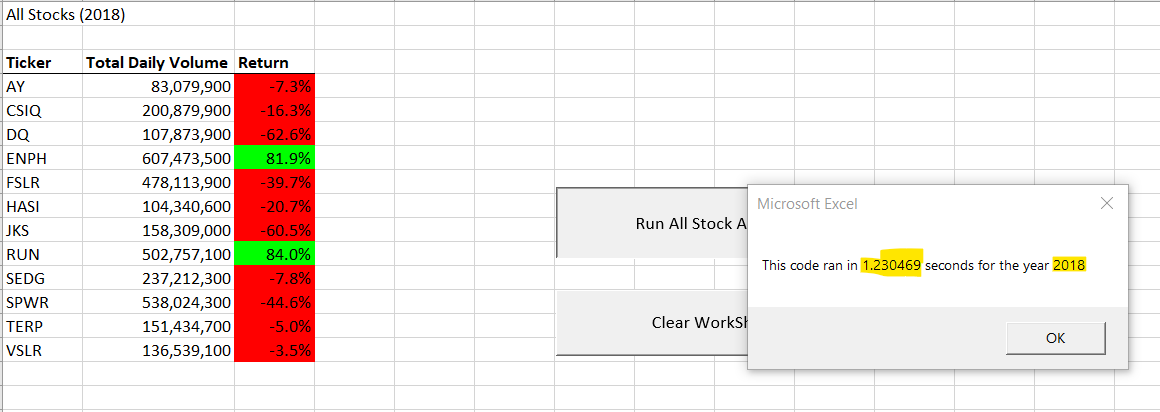 All Stocks (2018)
Ticker Total Daily Volume Return
AY 83,079,900 -7.3%
CSIQ 200,879,900 -16.3%
DQ 107,873,900 -62.6%
ENPH 607,473,500 81.9%
FSLR 478,113,900 -39.7%
HASI 104,340,600 -20.7%
JKS 158,309,000 -60.5%
RUN 502,757,100 84.0%
SEDG 237,212,300 -7.8%
SPWR 538,024,300 -44.6%
TERP 151,434,700 -5.0%
VSLR 136,539,100 -3.5%
Run All Stock A
Clear WorkSh
Microsoft Excel
This code ran in 1.230469 seconds for the year 2018
OK